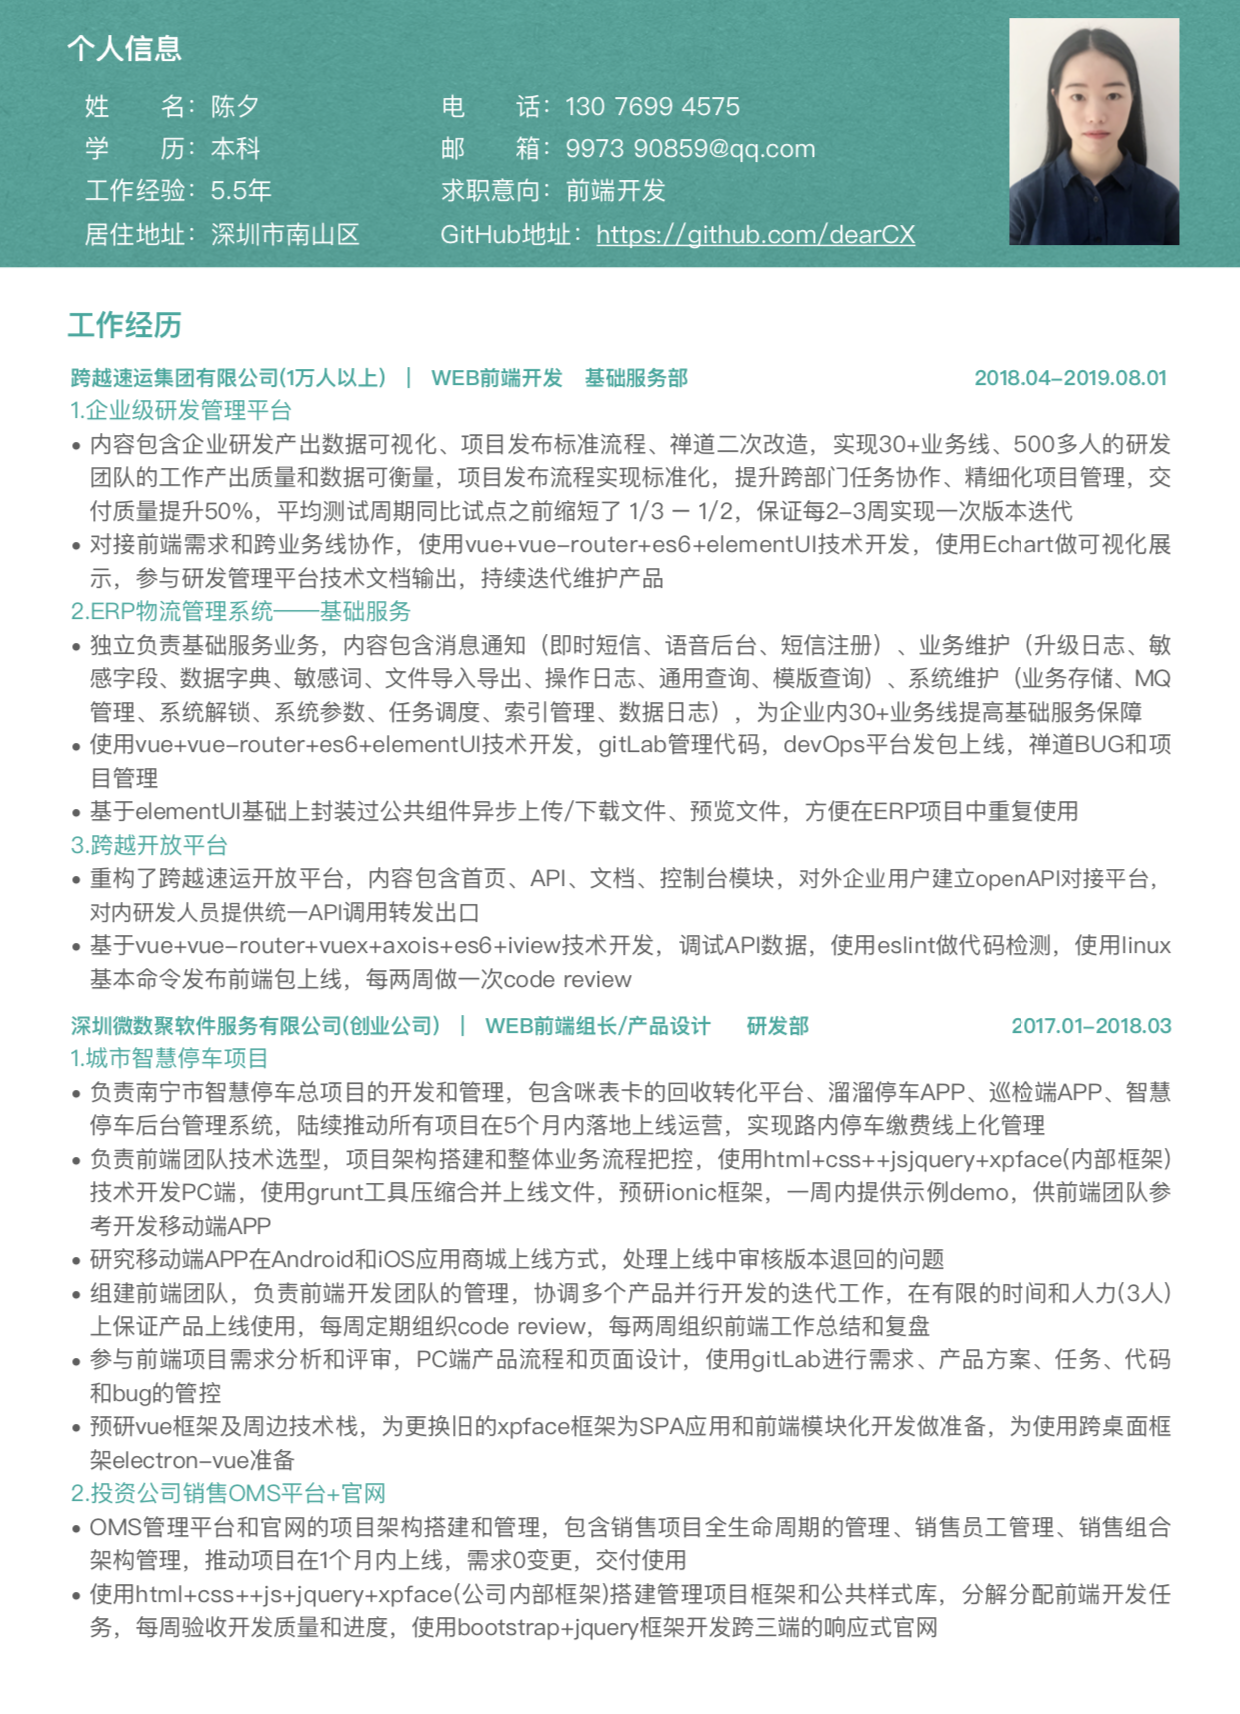 个人信息
姓 名：陈夕 电 话：130 7699 4575
学 历：本科 邮 箱：9973 90859@qq.com
工作经验：5.5年 求职意向：前端开发
居住地址：深圳市南山区 GitHub地址：https://github.com/dearCX
工作经历
跨越速运集团有限公司(1万人以上) | WEB前端开发 基础服务部 2018.04-2019.08.01
1.企业级研发管理平台
• 内容包含企业研发产出数据可视化、项目发布标准流程、禅道二次改造，实现30+业务线、500多人的研发
团队的工作产出质量和数据可衡量，项目发布流程实现标准化，提升跨部门任务协作、精细化项目管理，交
付质量提升50%，平均测试周期同比试点之前缩短了 1/3 — 1/2，保证每2-3周实现一次版本迭代
• 对接前端需求和跨业务线协作，使用vue+vue-router+es6+elementUI技术开发，使用Echart做可视化展
示，参与研发管理平台技术文档输出，持续迭代维护产品
2.ERP物流管理系统——基础服务
• 独立负责基础服务业务，内容包含消息通知（即时短信、语音后台、短信注册）、业务维护（升级日志、敏
感字段、数据字典、敏感词、文件导入导出、操作日志、通用查询、模版查询）、系统维护（业务存储、MQ
管理、系统解锁、系统参数、任务调度、索引管理、数据日志），为企业内30+业务线提高基础服务保障
• 使用vue+vue-router+es6+elementUI技术开发，gitLab管理代码，devOps平台发包上线，禅道BUG和项
目管理
• 基于elementUI基础上封装过公共组件异步上传/下载文件、预览文件，方便在ERP项目中重复使用
3.跨越开放平台
• 重构了跨越速运开放平台，内容包含首页、API、文档、控制台模块，对外企业用户建立openAPI对接平台，
对内研发人员提供统一API调用转发出口
• 基于vue+vue-router+vuex+axois+es6+iview技术开发，调试API数据，使用eslint做代码检测，使用linux
基本命令发布前端包上线，每两周做一次code review
深圳微数聚软件服务有限公司(创业公司) | WEB前端组长/产品设计 研发部 2017.01-2018.03
1.城市智慧停车项目
• 负责南宁市智慧停车总项目的开发和管理，包含咪表卡的回收转化平台、溜溜停车APP、巡检端APP、智慧
停车后台管理系统，陆续推动所有项目在5个月内落地上线运营，实现路内停车缴费线上化管理
• 负责前端团队技术选型，项目架构搭建和整体业务流程把控，使用html+css++jsjquery+xpface(内部框架)
技术开发PC端，使用grunt工具压缩合并上线文件，预研ionic框架，一周内提供示例demo，供前端团队参
考开发移动端APP
• 研究移动端APP在Android和iOS应用商城上线方式，处理上线中审核版本退回的问题
• 组建前端团队，负责前端开发团队的管理，协调多个产品并行开发的迭代工作，在有限的时间和人力(3人)
上保证产品上线使用，每周定期组织code review，每两周组织前端工作总结和复盘
• 参与前端项目需求分析和评审，PC端产品流程和页面设计，使用gitLab进行需求、产品方案、任务、代码
和bug的管控
• 预研vue框架及周边技术栈，为更换旧的xpface框架为SPA应用和前端模块化开发做准备，为使用跨桌面框
架electron-vue准备
2.投资公司销售OMS平台+官网
• OMS管理平台和官网的项目架构搭建和管理，包含销售项目全生命周期的管理、销售员工管理、销售组合
架构管理，推动项目在1个月内上线，需求0变更，交付使用
• 使用html+css++js+jquery+xpface(公司内部框架)搭建管理项目框架和公共样式库，分解分配前端开发任
务，每周验收开发质量和进度，使用bootstrap+jquery框架开发跨三端的响应式官网